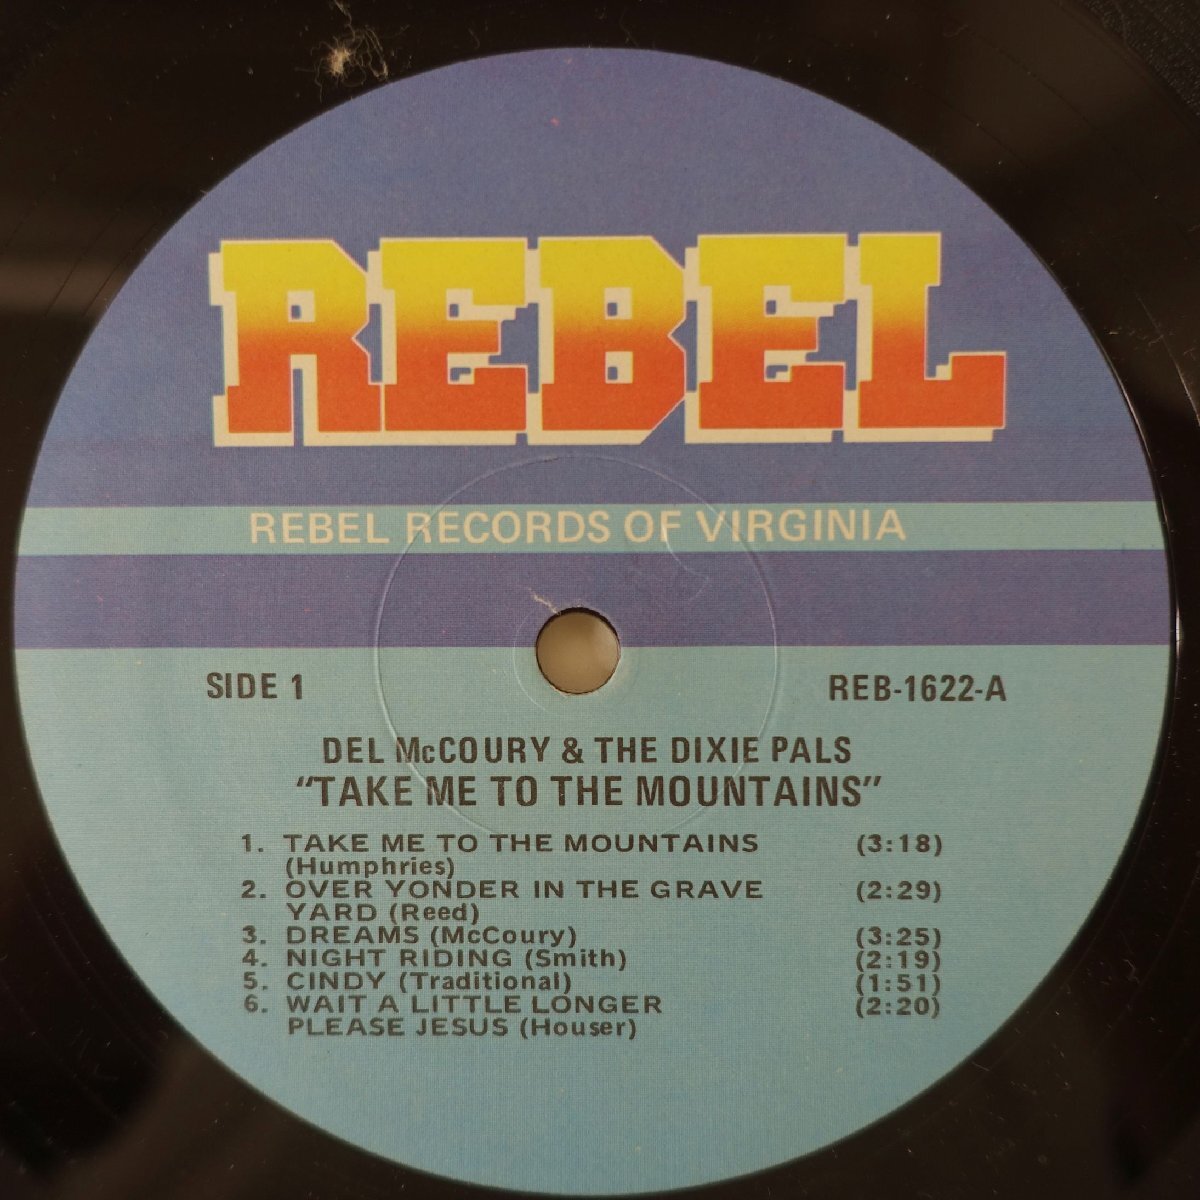 REBEL
REBEL RECORDS OF VIRGINIA
SIDE 1
REB-1622-A
DEL McCOURY & THE DIXIE PALS
"TAKE ME TO THE MOUNTAINS"
1. TAKE ME TO THE MOUNTAINS (3:18)
(Humphries)
2. OVER YONDER IN THE GRAVE (2:29)
YARD (Reed)
3. DREAMS (McCoury) (3:25)
4. NIGHT RIDING (Smith) (2:19)
5. CINDY (Traditional) (1:51)
6. WAIT A LITTLE LONGER (2:20)
PLEASE JESUS (Houser)